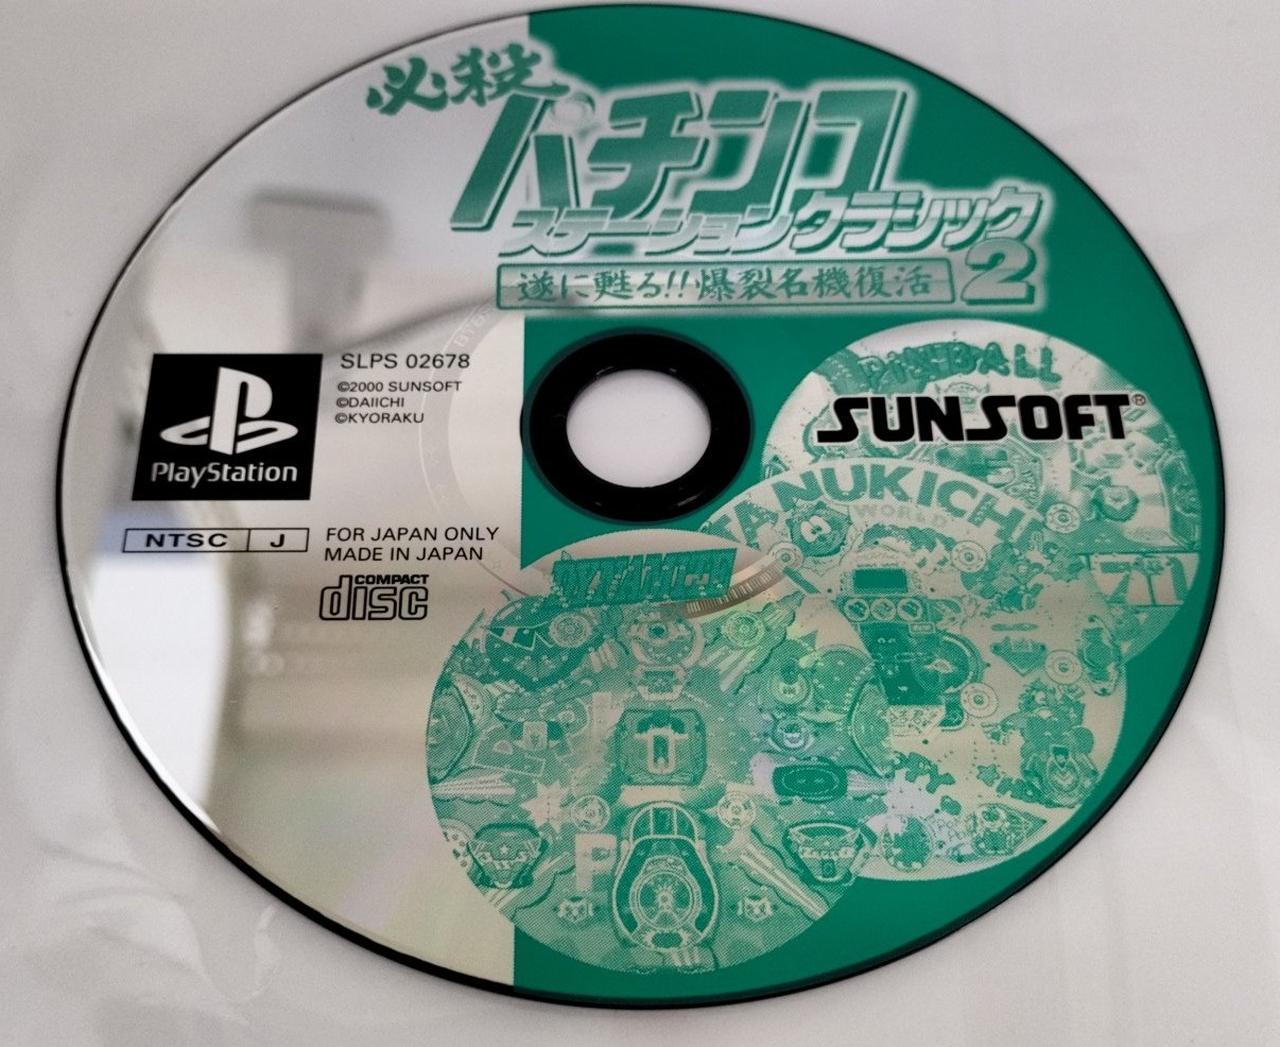 必殺
パチンコ
ステーションクラシック2
遂に甦る!!爆裂名機復活
SLPS 02678
©2000 SUNSOFT
©DAIICHI
©KYORAKU
PlayStation
NTSC J
FOR JAPAN ONLY
MADE IN JAPAN
COMPACT
disc
PINBALL
SUNSOFT®
TANUKICHI
WORLD